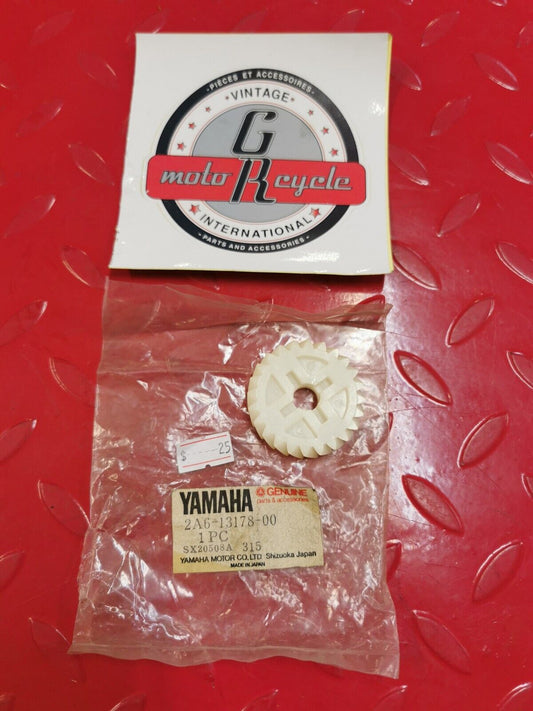 - PIÈCES ET ACCESSOIRES -
VINTAGE
G
moto R cycle
INTERNATIONAL
- PARTS AND ACCESSORIES -
$ 25
YAMAHA GENUINE
parts & accessories
2A6-13178-00
1PC
SX20508A 315
YAMAHA MOTOR CO., LTD Shizuoka Japan
MADE IN JAPAN